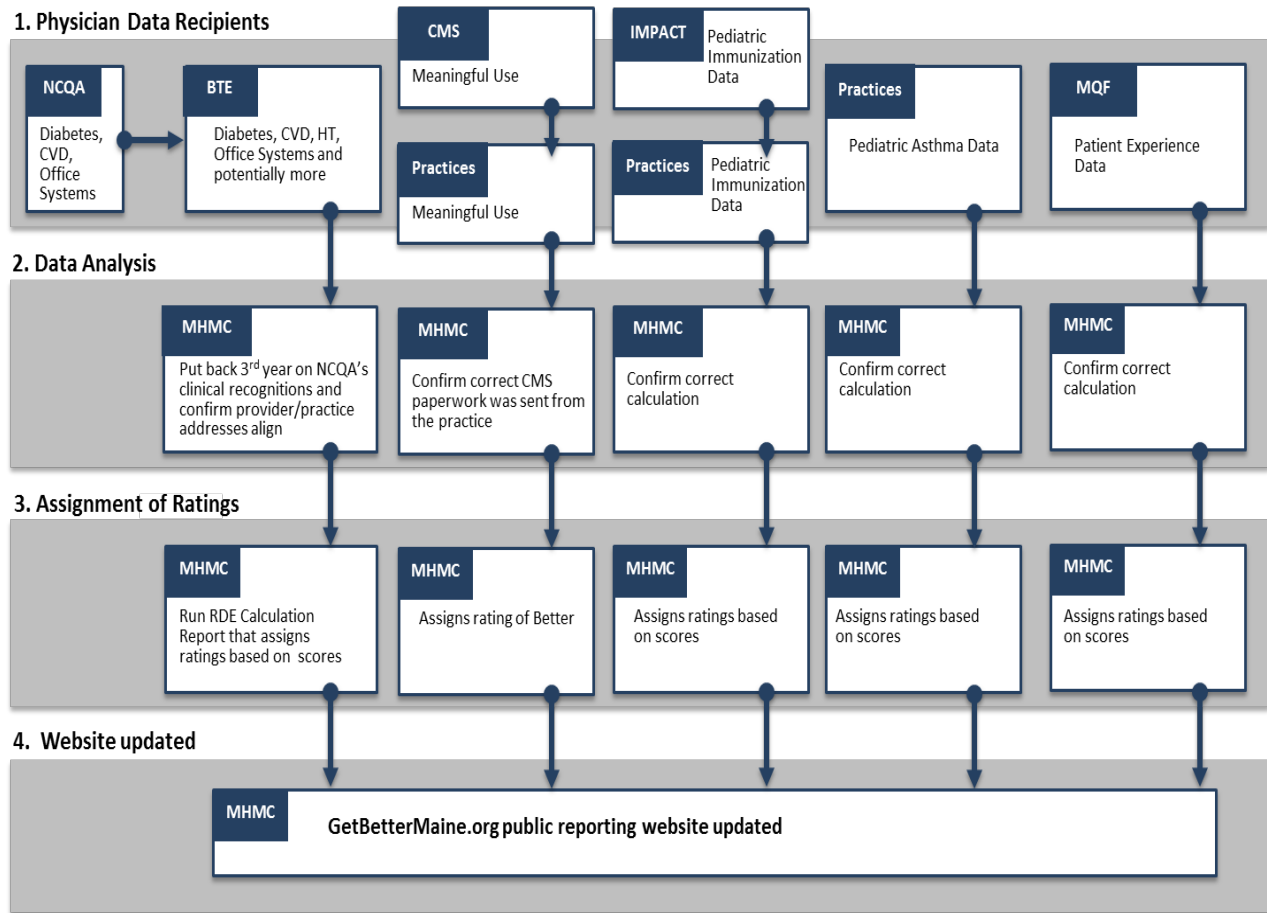 1. Physician Data Recipients
NCQA
Diabetes,
CVD,
Office
Systems
BTE
Diabetes, CVD, HT,
Office Systems and
potentially more
CMS
Meaningful Use
Practices
Meaningful Use
IMPACT
Pediatric
Immunization
Data
Practices
Pediatric
Immunization
Data
Practices
Pediatric Asthma Data
MQF
Patient Experience
Data
2. Data Analysis
MHMC
Put back 3rd year on NCQA's
clinical recognitions and
confirm provider/practice
addresses align
MHMC
Confirm correct CMS
paperwork was sent from
the practice
MHMC
Confirm correct
calculation
MHMC
Confirm correct
calculation
MHMC
Confirm correct
calculation
3. Assignment of Ratings
MHMC
Run RDE Calculation
Report that assigns
ratings based on scores
MHMC
Assigns rating of Better
MHMC
Assigns ratings based
on scores
MHMC
Assigns ratings based
on scores
MHMC
Assigns ratings based
on scores
4. Website updated
MHMC
GetBetterMaine.org public reporting website updated